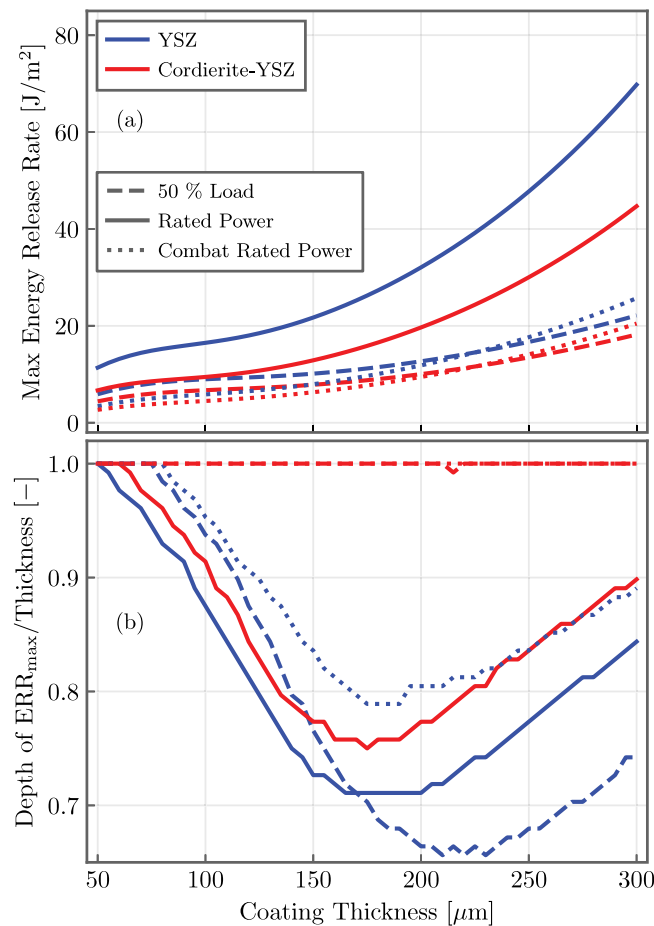 80
60
40
20
0
Max Energy Release Rate [J/m²]
YSZ
Cordierite-YSZ
(a)
50 % Load
Rated Power
Combat Rated Power
1.0
0.9
0.8
0.7
Depth of ERRmax/Thickness [−]
(b)
50 100 150 200 250 300
Coating Thickness [μm]